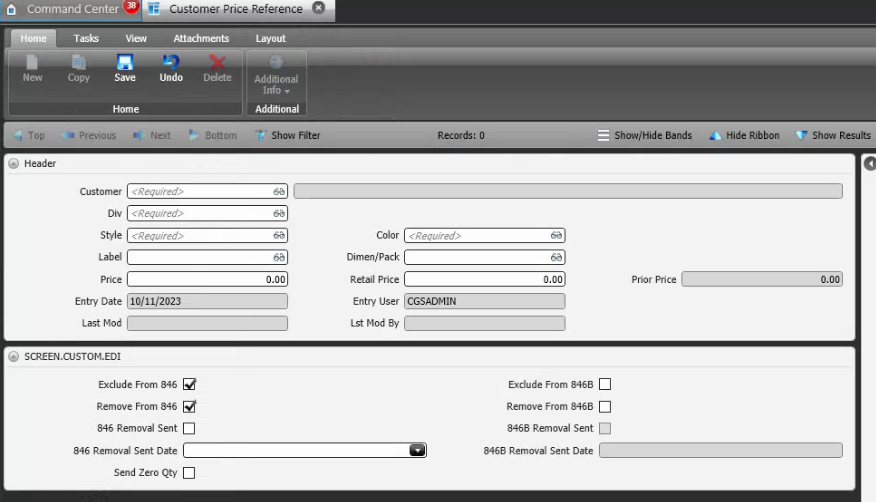 Command Center 38 Customer Price Reference
Home Tasks View Attachments Layout
New Copy Save Undo Delete Additional Info
Home Additional
Top Previous Next Bottom Show Filter Records: 0 Show/Hide Bands Hide Ribbon Show Results
Header
Customer <Required>
Div <Required>
Style <Required> Color <Required>
Label Dimen/Pack
Price 0.00 Retail Price 0.00 Prior Price 0.00
Entry Date 10/11/2023 Entry User CGSADMIN
Last Mod Lst Mod By
SCREEN.CUSTOM.EDI
Exclude From 846 Exclude From 846B
Remove From 846 Remove From 846B
846 Removal Sent 846B Removal Sent
846 Removal Sent Date 846B Removal Sent Date
Send Zero Qty